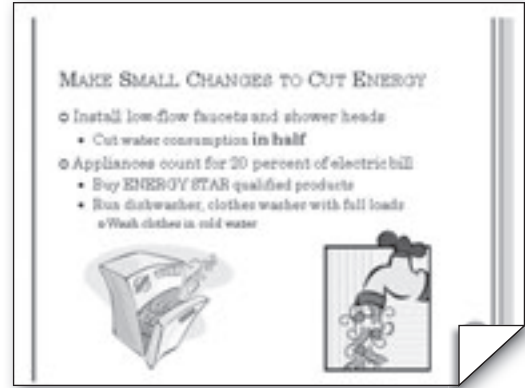 MAKE SMALL CHANGES TO CUT ENERGY
Install low-flow faucets and shower heads
Cut water consumption in half
Appliances count for 20 percent of electric bill
Buy ENERGY STAR qualified products
Run dishwasher, clothes washer with full loads
Wash clothes in cold water